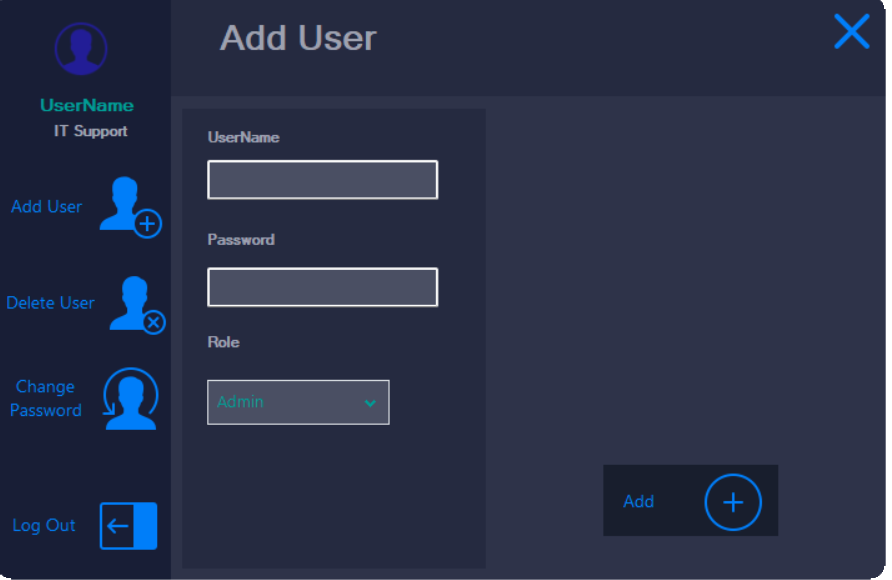 Add User
UserName
IT Support
Add User
Delete User
Change
Password
Log Out
UserName
Password
Role
Admin
Add